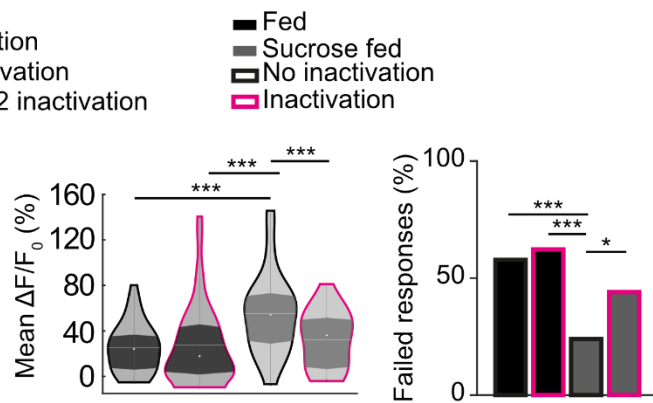 tion
vation
2 inactivation
Fed
Sucrose fed
No inactivation
Inactivation
Mean ΔF/F0 (%)
160
120
80
40
0
***
***
***
Failed responses (%)
100
50
0
***
***
*